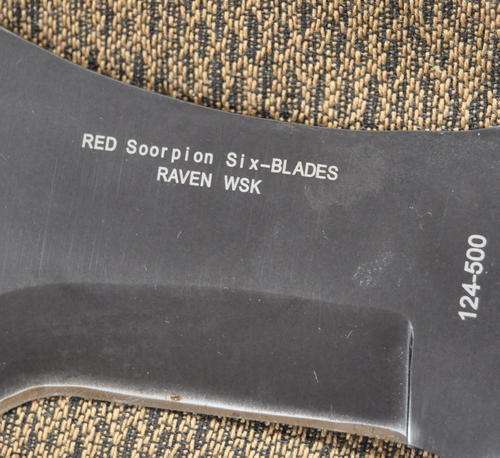 RED Soorpion Six-BLADES
RAVEN WSK
124-500